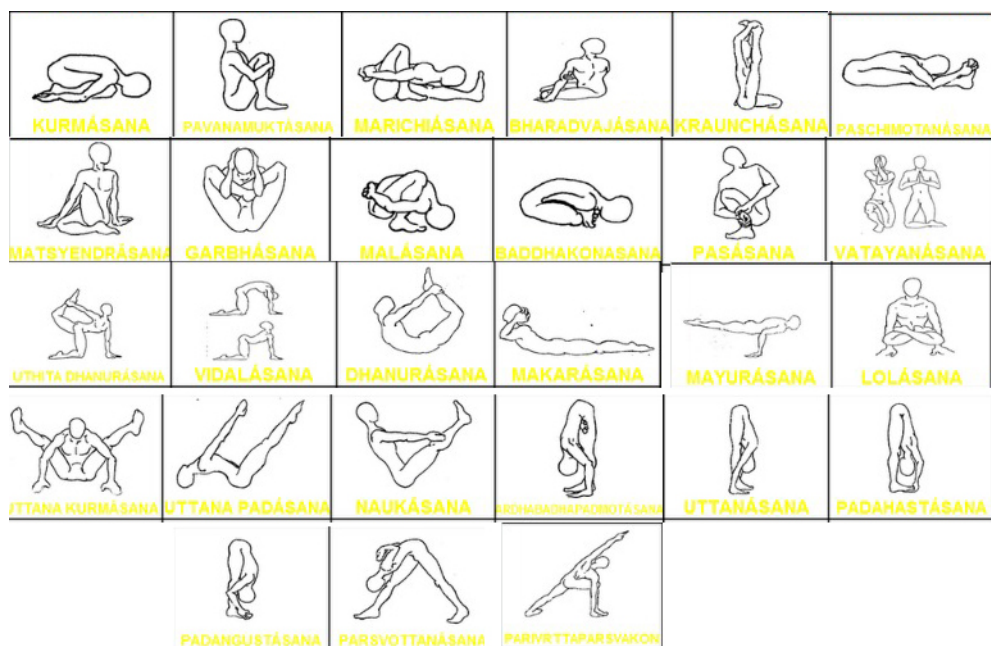 KURMÁSANA
PAVANAMUKTÁSANA
MARICHIÁSANA
BHARADVAJÁSANA
KRAUNCHÁSANA
PASCHIMOTANÁSANA
MATSYENDRÁSANA
GARBHÁSANA
MALÁSANA
BADDHAKONASANA
PASÁSANA
VATAYANÁSANA
UTHITA DHANURÁSANA
VIDALÁSANA
DHANURÁSANA
MAKARÁSANA
MAYURÁSANA
LOLÁSANA
UTTANA KURMÁSANA
UTTANA PADÁSANA
NAUKÁSANA
ARDHABADHAPADMOTÁSANA
UTTANÁSANA
PADAHASTÁSANA
PADANGUSTÁSANA
PARSVOTTANÁSANA
PARIVRTTAPARSVAKON